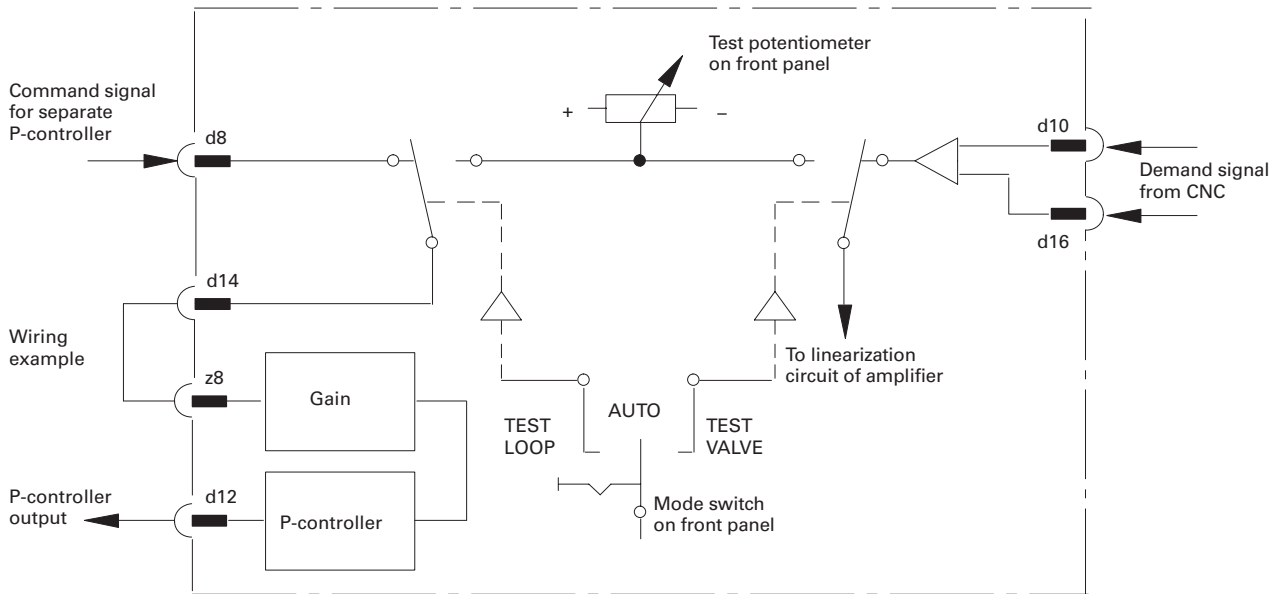 Test potentiometer
on front panel
Command signal
for separate
P-controller
+
–
d8
d10
Demand signal
from CNC
d16
d14
Wiring
example
To linearization
circuit of amplifier
z8
Gain
AUTO
TEST
LOOP
TEST
VALVE
P-controller
output
d12
P-controller
Mode switch
on front panel